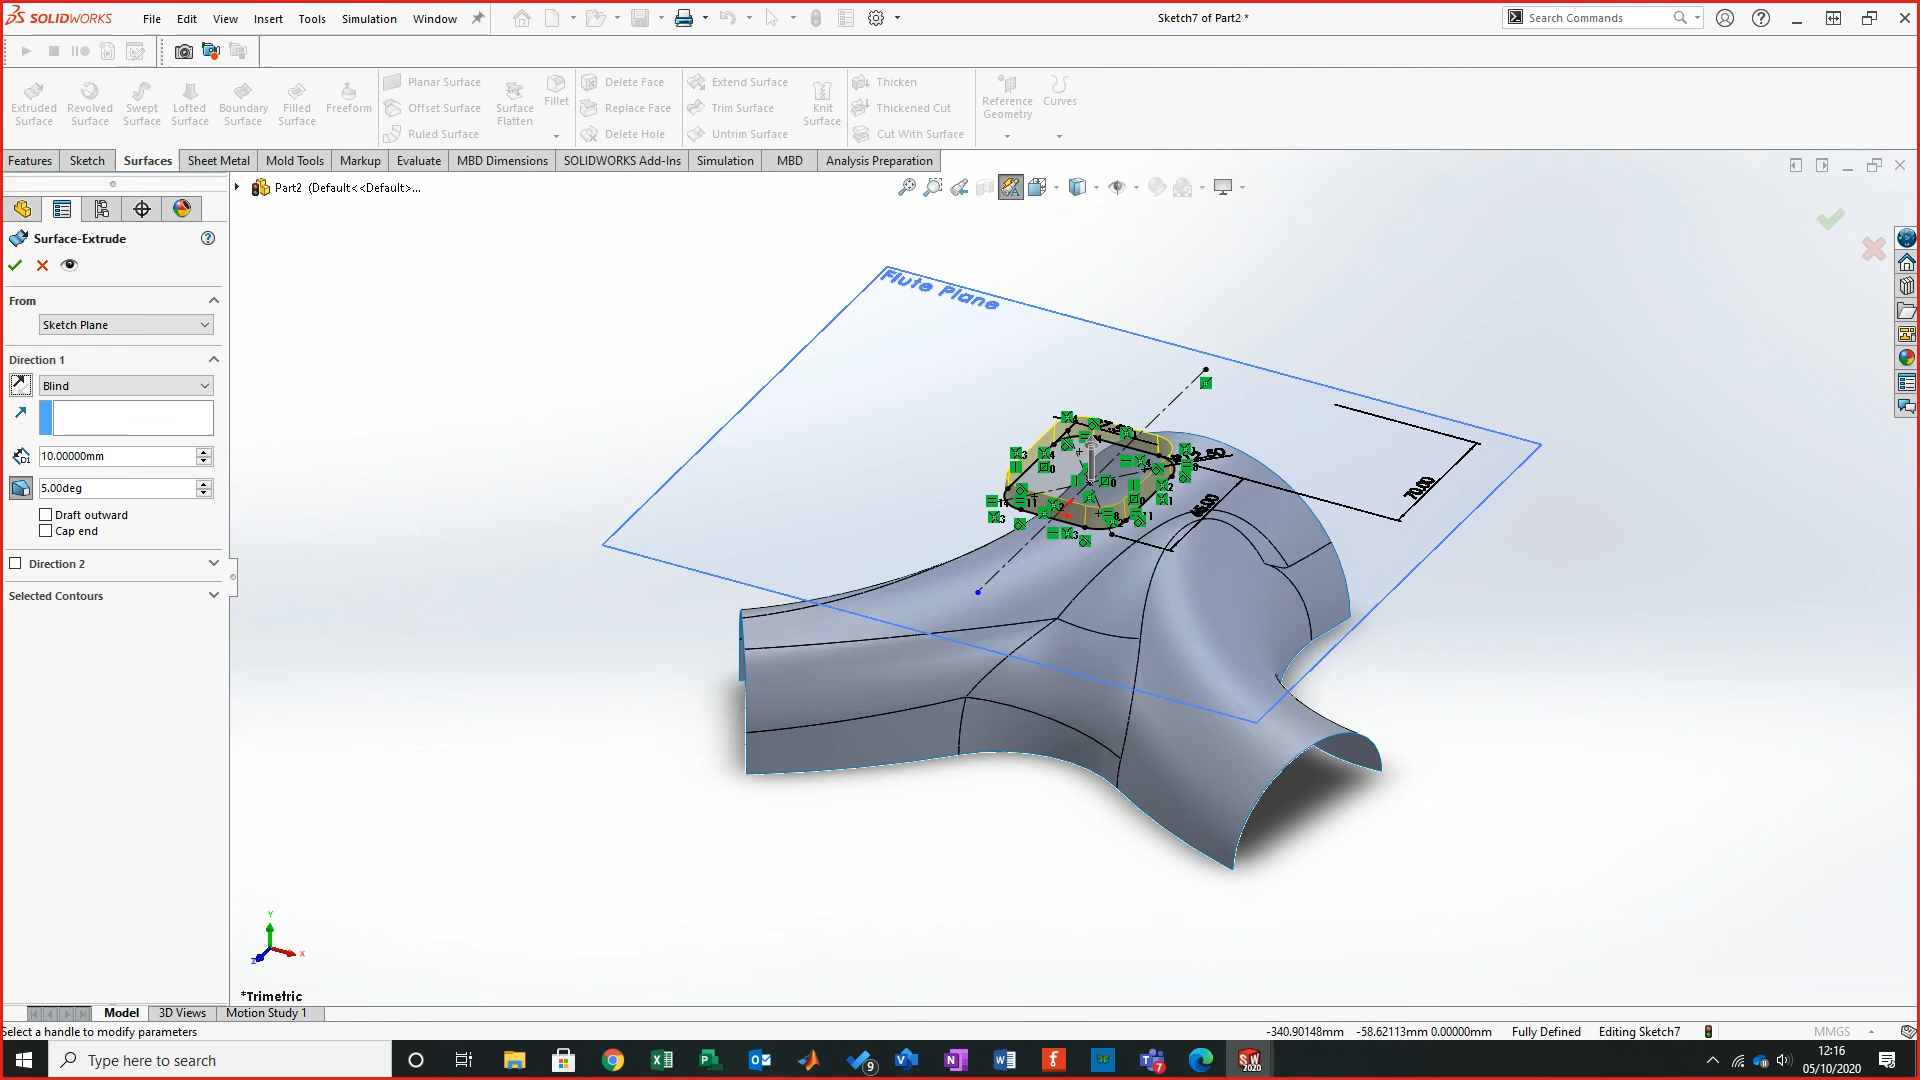 SOLIDWORKS File Edit View Insert Tools Simulation Window Sketch7 of Part2 * Search Commands
Extruded Surface
Revolved Surface
Swept Surface
Lofted Surface
Boundary Surface
Filled Surface
Freeform
Planar Surface
Offset Surface
Ruled Surface
Surface Flatten
Fillet
Delete Face
Replace Face
Delete Hole
Extend Surface
Trim Surface
Untrim Surface
Knit Surface
Thicken
Thickened Cut
Cut With Surface
Reference Geometry
Curves
Features Sketch Surfaces Sheet Metal Mold Tools Markup Evaluate MBD Dimensions SOLIDWORKS Add-Ins Simulation MBD Analysis Preparation
Part2 (Default<<Default>...
Surface-Extrude
From
Sketch Plane
Direction 1
Blind
10.00000mm
5.00deg
Draft outward
Cap end
Direction 2
Selected Contours
Flute Plane
70.00
Y
X
Z
*Trimetric
Model 3D Views Motion Study 1
Select a handle to modify parameters -340.90148mm -58.62113mm 0.00000mm Fully Defined Editing Sketch7 MMGS
Type here to search
9
7
SW 2020
12:16
05/10/2020